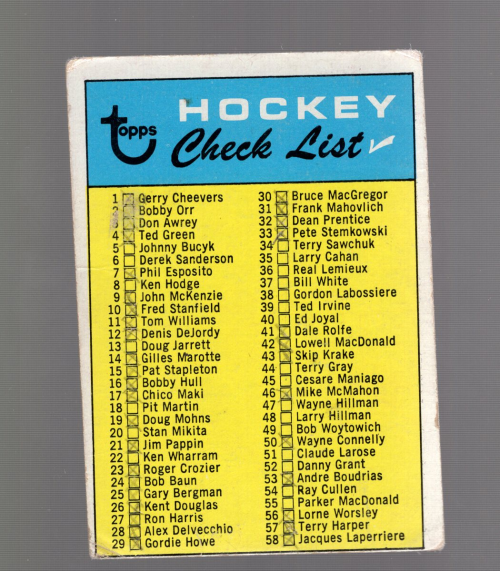 topps
HOCKEY
Check List
1 Gerry Cheevers
2 Bobby Orr
3 Don Awrey
4 Ted Green
5 Johnny Bucyk
6 Derek Sanderson
7 Phil Esposito
8 Ken Hodge
9 John McKenzie
10 Fred Stanfield
11 Tom Williams
12 Denis DeJordy
13 Doug Jarrett
14 Gilles Marotte
15 Pat Stapleton
16 Bobby Hull
17 Chico Maki
18 Pit Martin
19 Doug Mohns
20 Stan Mikita
21 Jim Pappin
22 Ken Wharram
23 Roger Crozier
24 Bob Baun
25 Gary Bergman
26 Kent Douglas
27 Ron Harris
28 Alex Delvecchio
29 Gordie Howe
30 Bruce MacGregor
31 Frank Mahovlich
32 Dean Prentice
33 Pete Stemkowski
34 Terry Sawchuk
35 Larry Cahan
36 Real Lemieux
37 Bill White
38 Gordon Labossiere
39 Ted Irvine
40 Ed Joyal
41 Dale Rolfe
42 Lowell MacDonald
43 Skip Krake
44 Terry Gray
45 Cesare Maniago
46 Mike McMahon
47 Wayne Hillman
48 Larry Hillman
49 Bob Woytowich
50 Wayne Connelly
51 Claude Larose
52 Danny Grant
53 Andre Boudrias
54 Ray Cullen
55 Parker MacDonald
56 Lorne Worsley
57 Terry Harper
58 Jacques Laperriere